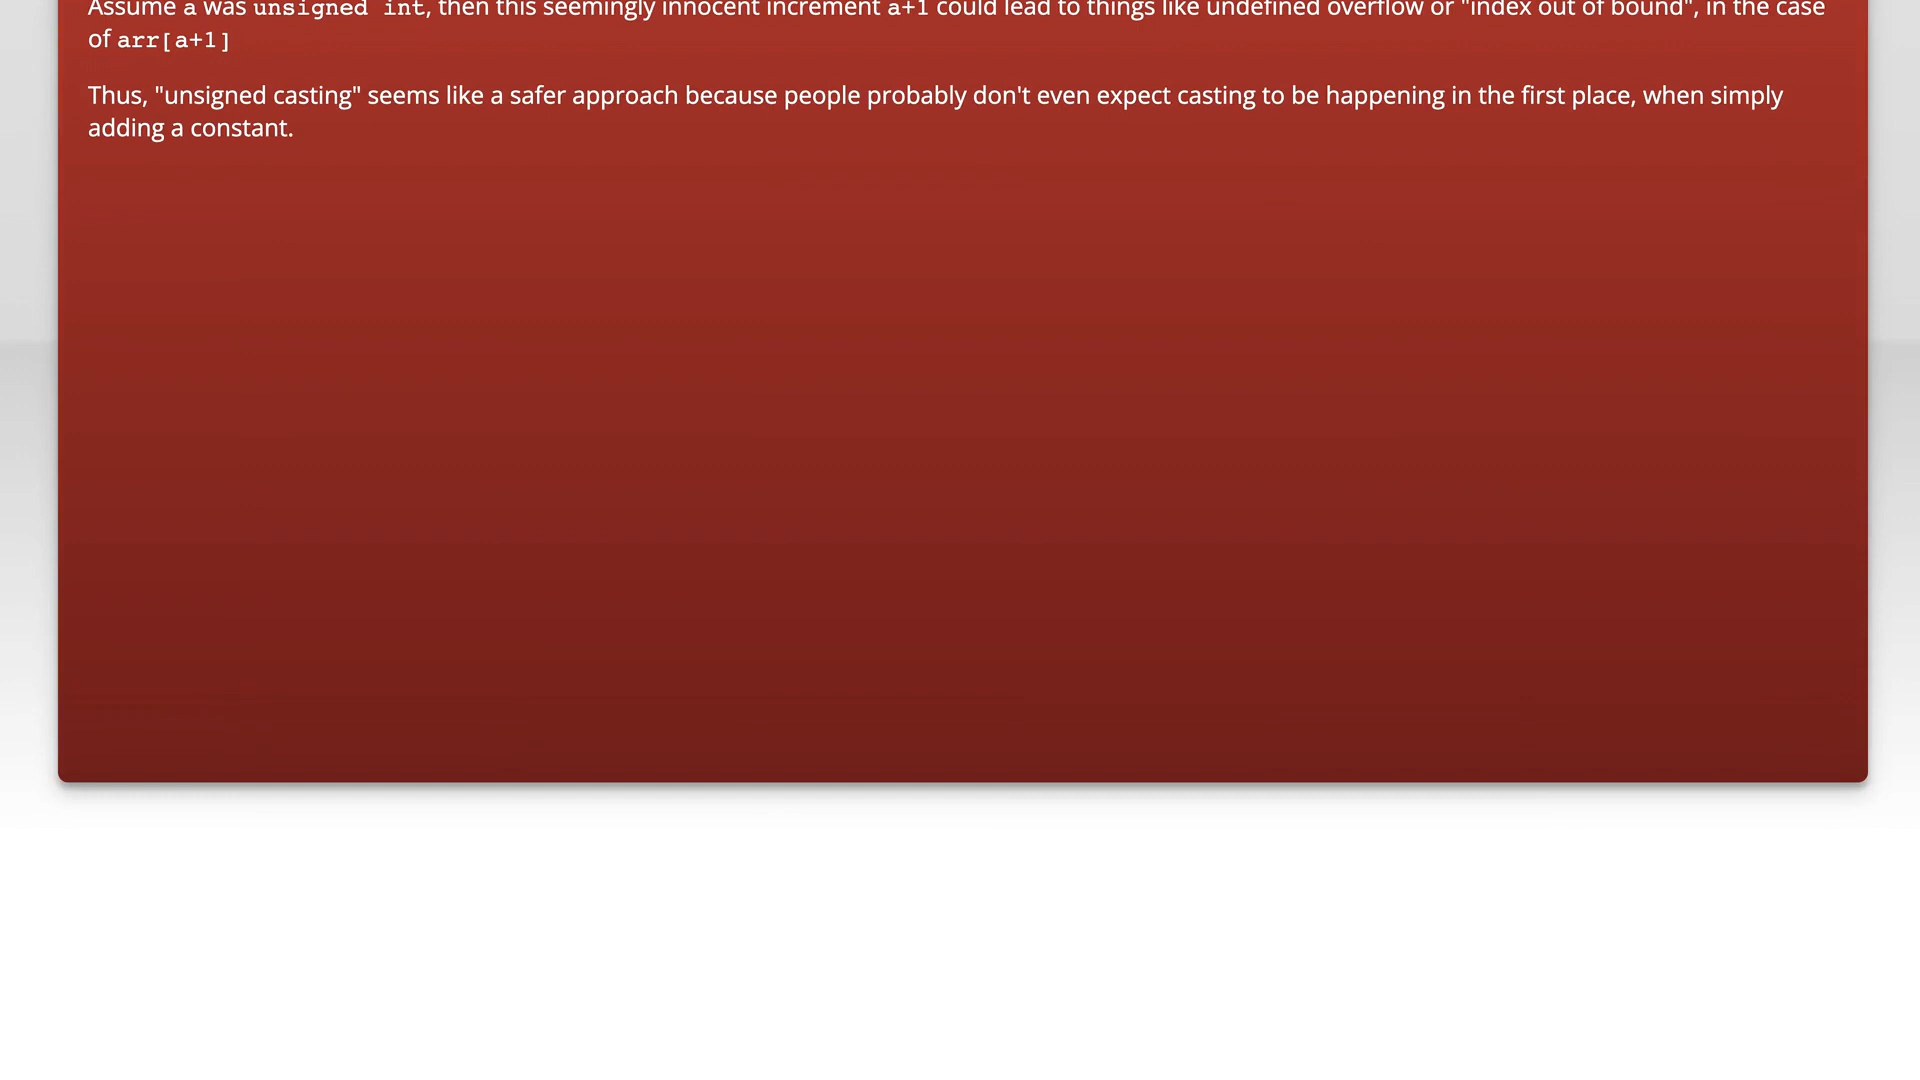 Assume a was unsigned int, then this seemingly innocent increment a+1 could lead to things like undefined overflow or "index out of bound", in the case
of arr[a+1]
Thus, "unsigned casting" seems like a safer approach because people probably don't even expect casting to be happening in the first place, when simply
adding a constant.